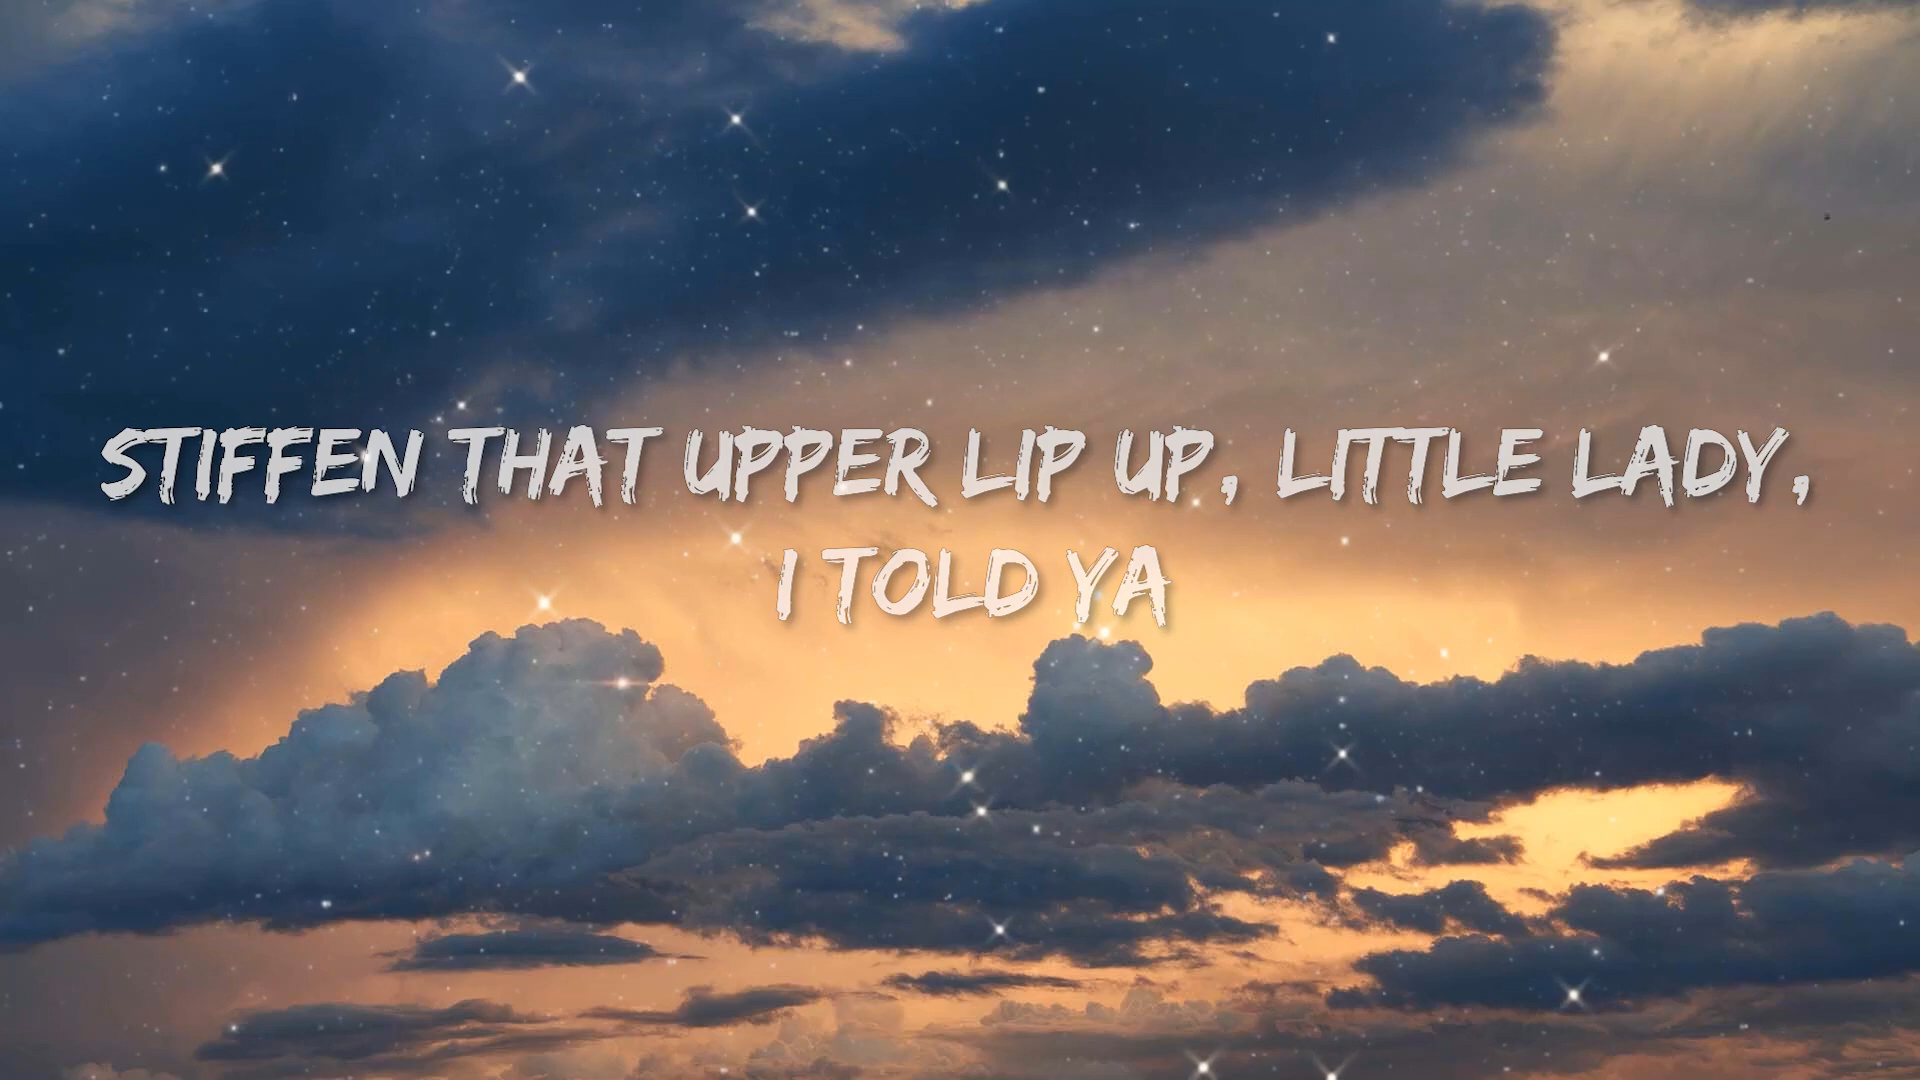 STIFFEN THAT UPPER LIP UP, LITTLE LADY,
I TOLD YA